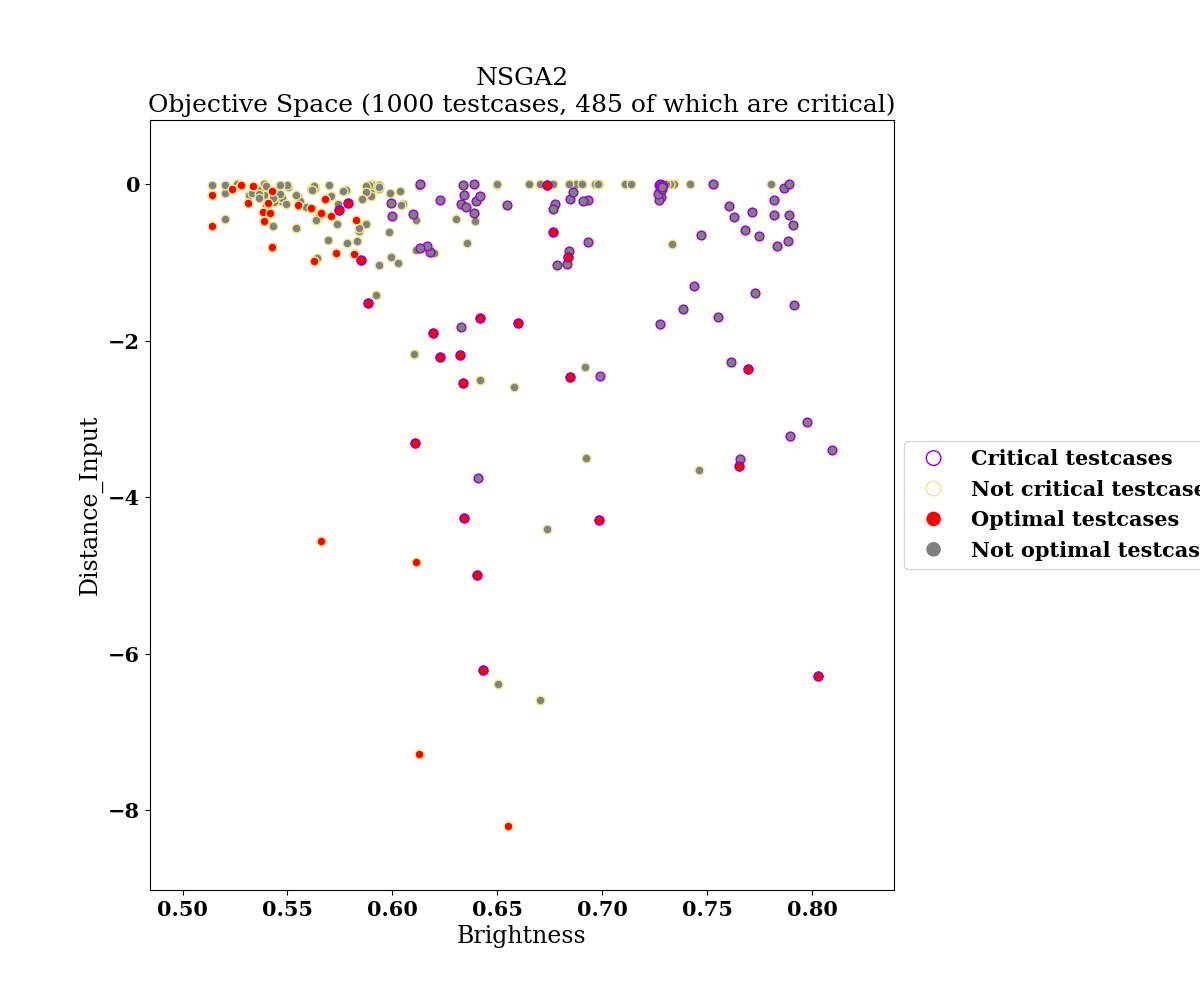 NSGA2
Objective Space (1000 testcases, 485 of which are critical)
0
−2
−4
−6
−8
Distance_Input
0.50 0.55 0.60 0.65 0.70 0.75 0.80
Brightness
Critical testcases
Not critical testcase
Optimal testcases
Not optimal testcas